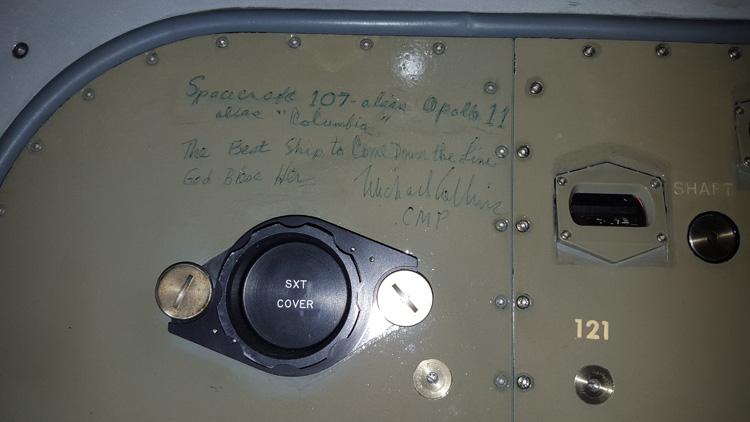 Spacecraft 107 - alias Apollo 11
alias "Columbia"
The Best Ship to Come Down the Line
God Bless Her
Michael Collins
CMP
SXT
COVER
SHAFT
121